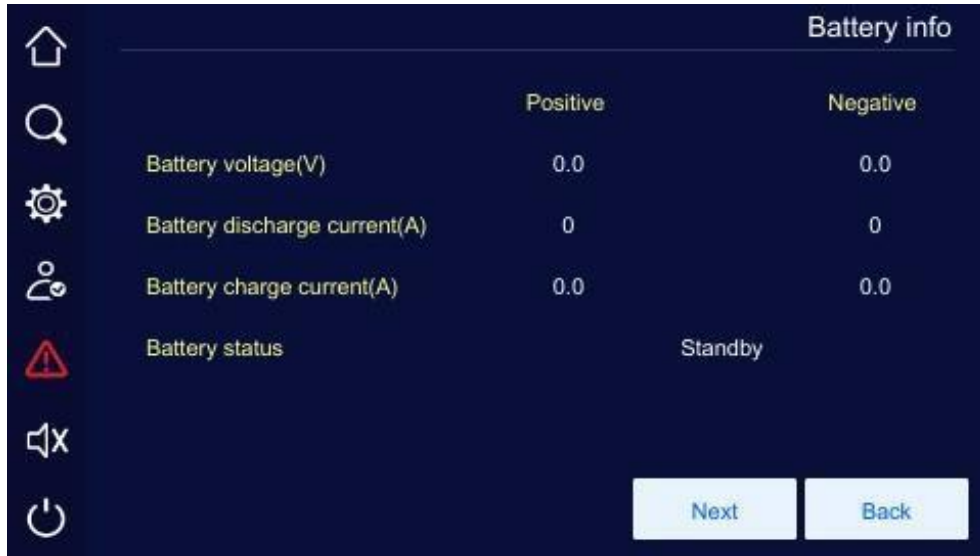 Battery info
Positive Negative
Battery voltage(V) 0.0 0.0
Battery discharge current(A) 0 0
Battery charge current(A) 0.0 0.0
Battery status Standby
Next Back